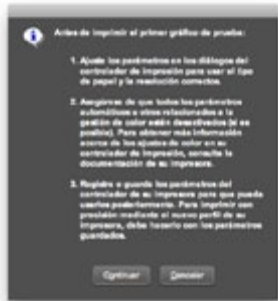 Antes de imprimir el primer gráfico de prueba:
1. Ajuste los parámetros en los diálogos del
controlador de impresión para usar el tipo
de papel y la resolución correctos.
2. Asegúrese de que todos los parámetros
automáticos u otros relacionados a la
gestión de color están desactivados (si es
posible). Para obtener más información
acerca de los ajustes de color en su
controlador de impresión, consulte la
documentación de su impresora.
3. Registre o guarde los parámetros del
controlador de su impresora para que pueda
usarlos posteriormente. Para imprimir con
precisión mediante el nuevo perfil de su
impresora, debe hacerlo con los parámetros
guardados.
Continuar Cancelar